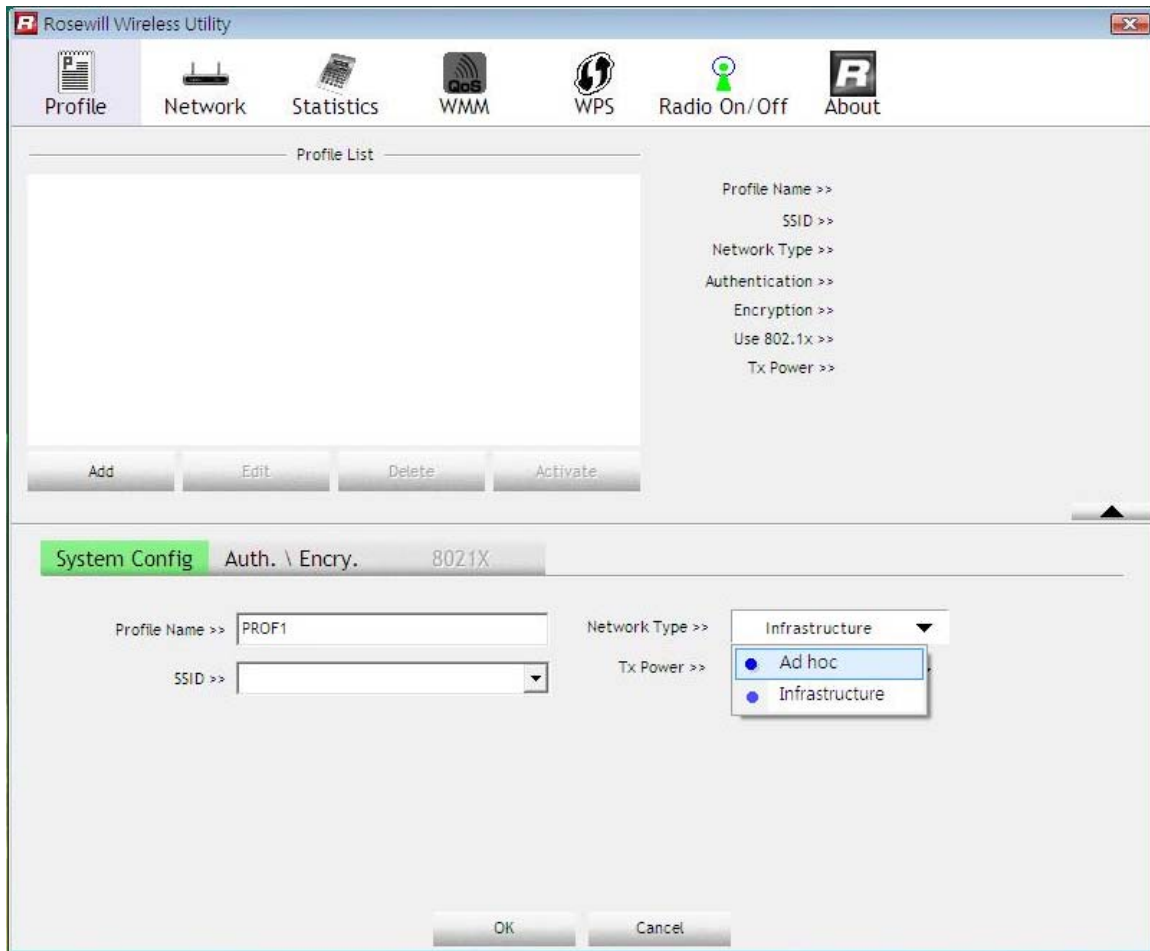 Rosewill Wireless Utility
Profile Network Statistics QoS WMM WPS Radio On/Off R About
Profile List
Profile Name >>
SSID >>
Network Type >>
Authentication >>
Encryption >>
Use 802.1x >>
Tx Power >>
Add Edit Delete Activate
System Config Auth. \ Encry. 8021X
Profile Name >> PROF1 Network Type >> Infrastructure
SSID >> Tx Power >> Ad hoc
Infrastructure
OK Cancel